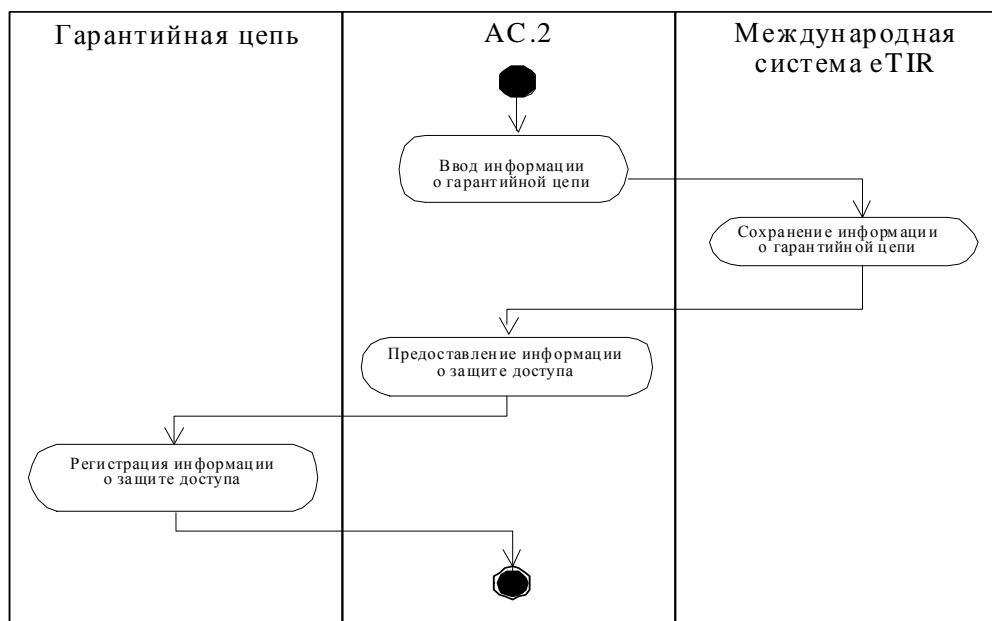 Гарантийная цепь
АС.2
Международная
система eTIR
Ввод информации
о гарантийной цепи
Сохранение информации
о гарантийной цепи
Предоставление информации
о защите доступа
Регистрация информации
о защите доступа